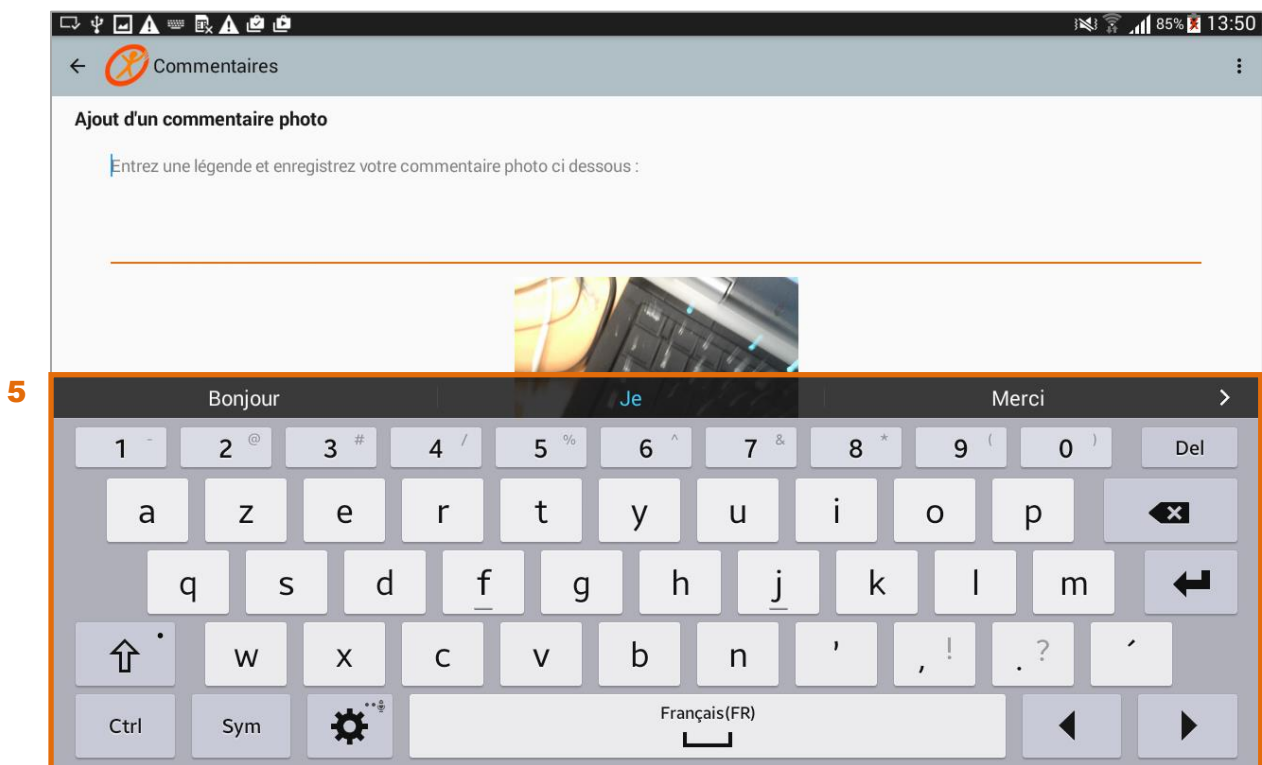 85% 13:50
Commentaires
Ajout d'un commentaire photo
Entrez une légende et enregistrez votre commentaire photo ci dessous :
5
Bonjour Je Merci >
1 - 2 @ 3 # 4 / 5 % 6 ^ 7 & 8 * 9 ( 0 ) Del
a z e r t y u i o p
q s d f g h j k l m
w x c v b n ' , ! . ? ´
Ctrl Sym Français(FR)